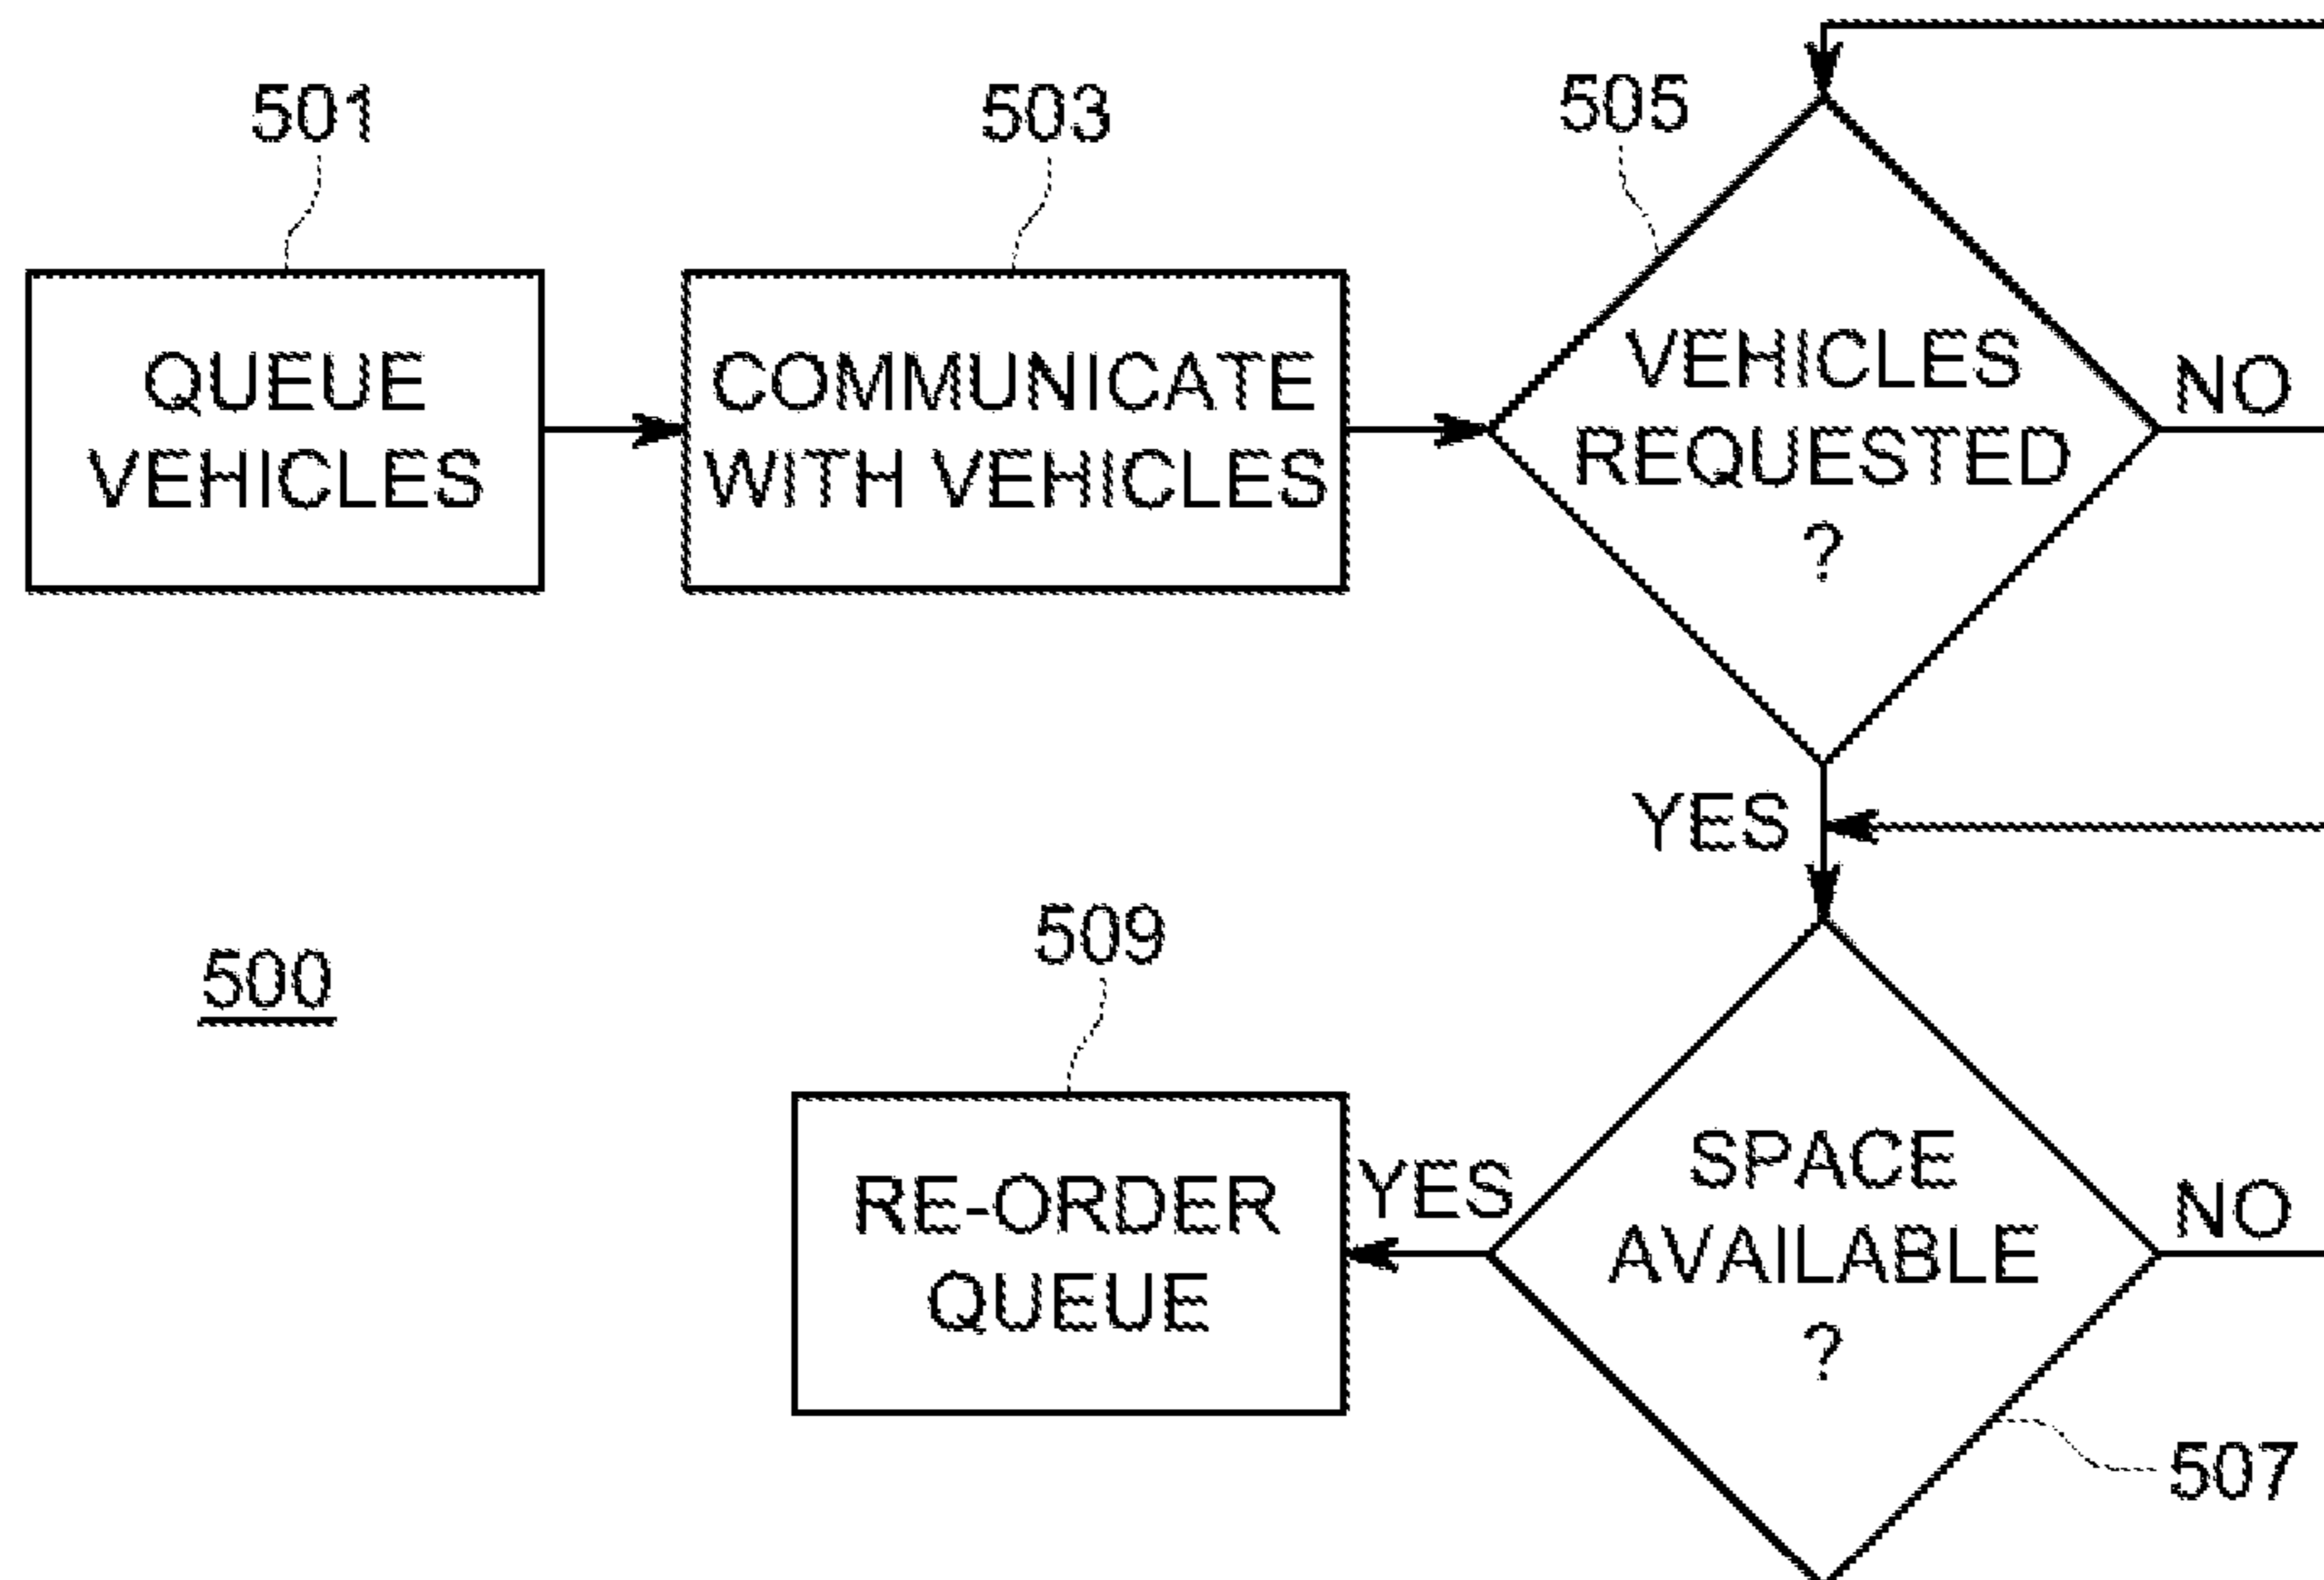 501
503
505
QUEUE
VEHICLES
COMMUNICATE
WITH VEHICLES
VEHICLES
REQUESTED
?
NO
YES
500
509
RE-ORDER
QUEUE
YES
SPACE
AVAILABLE
?
NO
507